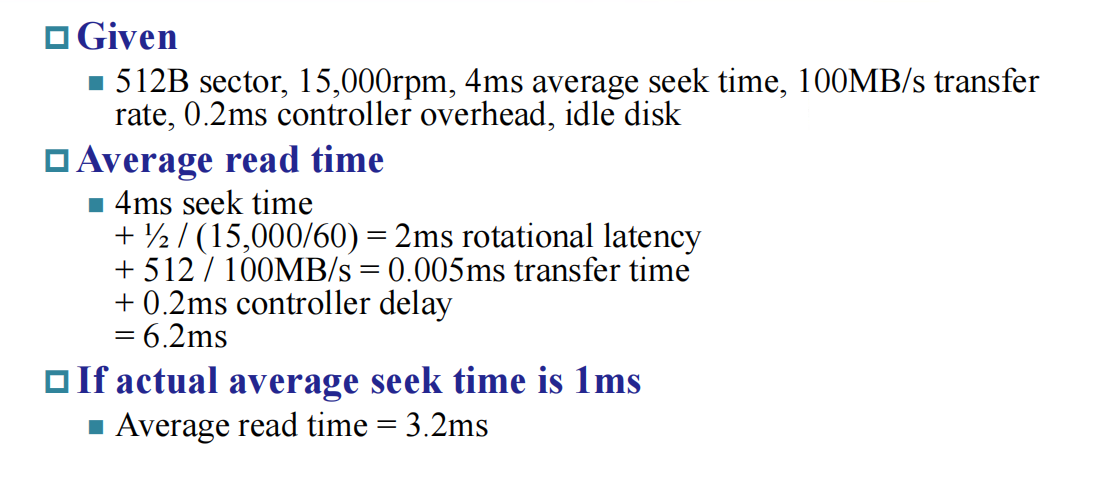 Given
512B sector, 15,000rpm, 4ms average seek time, 100MB/s transfer
rate, 0.2ms controller overhead, idle disk
Average read time
4ms seek time
+ ½ / (15,000/60) = 2ms rotational latency
+ 512 / 100MB/s = 0.005ms transfer time
+ 0.2ms controller delay
= 6.2ms
If actual average seek time is 1ms
Average read time = 3.2ms